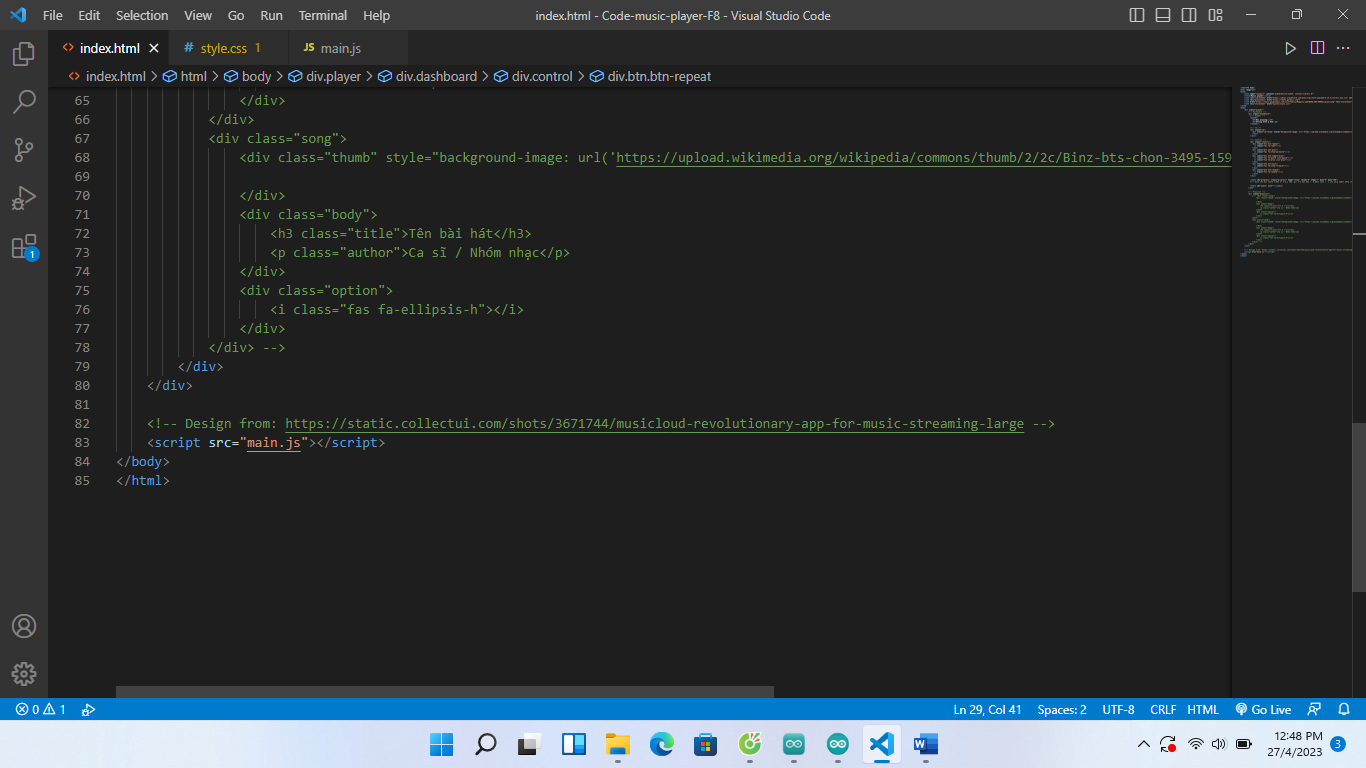 File Edit Selection View Go Run Terminal Help index.html - Code-music-player-F8 - Visual Studio Code
<> index.html # style.css 1 JS main.js
<> index.html > html > body > div.player > div.dashboard > div.control > div.btn.btn-repeat
65 </div>
66 </div>
67 <div class="song">
68 <div class="thumb" style="background-image: url('https://upload.wikimedia.org/wikipedia/commons/thumb/2/2c/Binz-bts-chon-3495-159
69
70 </div>
71 <div class="body">
72 <h3 class="title">Tên bài hát</h3>
73 <p class="author">Ca sĩ / Nhóm nhạc</p>
74 </div>
75 <div class="option">
76 <i class="fas fa-ellipsis-h"></i>
77 </div>
78 </div> -->
79 </div>
80 </div>
81
82 <!-- Design from: https://static.collectui.com/shots/3671744/musicloud-revolutionary-app-for-music-streaming-large -->
83 <script src="main.js"></script>
84 </body>
85 </html>
1
0 1 Ln 29, Col 41 Spaces: 2 UTF-8 CRLF HTML Go Live
12:48 PM
27/4/2023 3